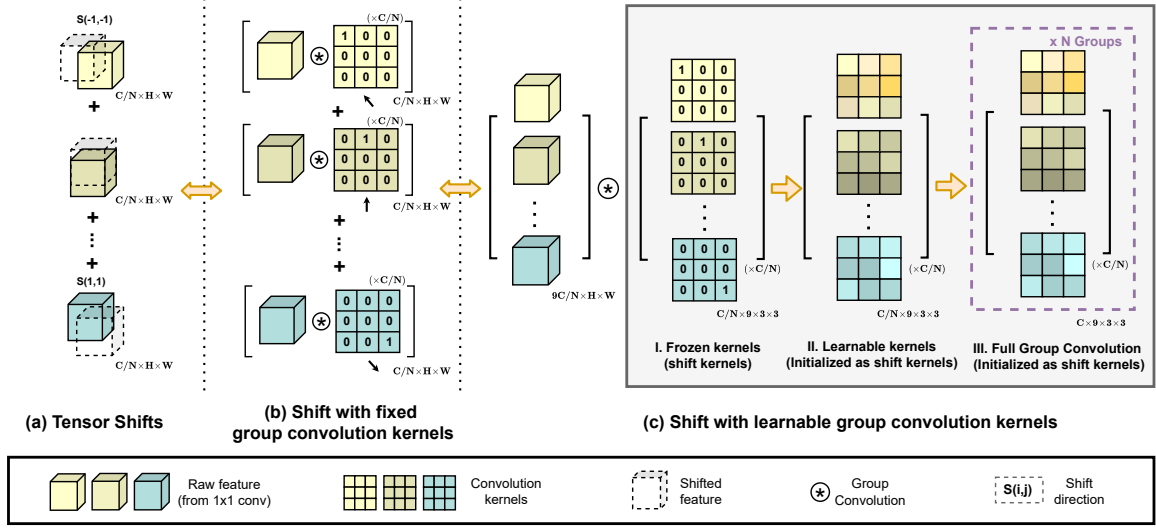 S(-1,-1)
C/N×H×W
+
+
C/N×H×W
+
+
S(1,1)
C/N×H×W
(a) Tensor Shifts
(×C/N)
1 0 0
0 0 0
0 0 0
C/N×H×W
+
(×C/N)
0 1 0
0 0 0
0 0 0
C/N×H×W
+
+
(×C/N)
0 0 0
0 0 0
0 0 1
C/N×H×W
(b) Shift with fixed
group convolution kernels
9C/N×H×W
1 0 0
0 0 0
0 0 0
0 1 0
0 0 0
0 0 0
0 0 0
0 0 0
0 0 1
(×C/N)
C/N×9×3×3
I. Frozen kernels
(shift kernels)
(×C/N)
C/N×9×3×3
II. Learnable kernels
(Initialized as shift kernels)
x N Groups
(×C/N)
C×9×3×3
III. Full Group Convolution
(Initialized as shift kernels)
(c) Shift with learnable group convolution kernels
Raw feature
(from 1x1 conv)
Convolution
kernels
Shifted
feature
Group
Convolution
S(i,j)
Shift
direction